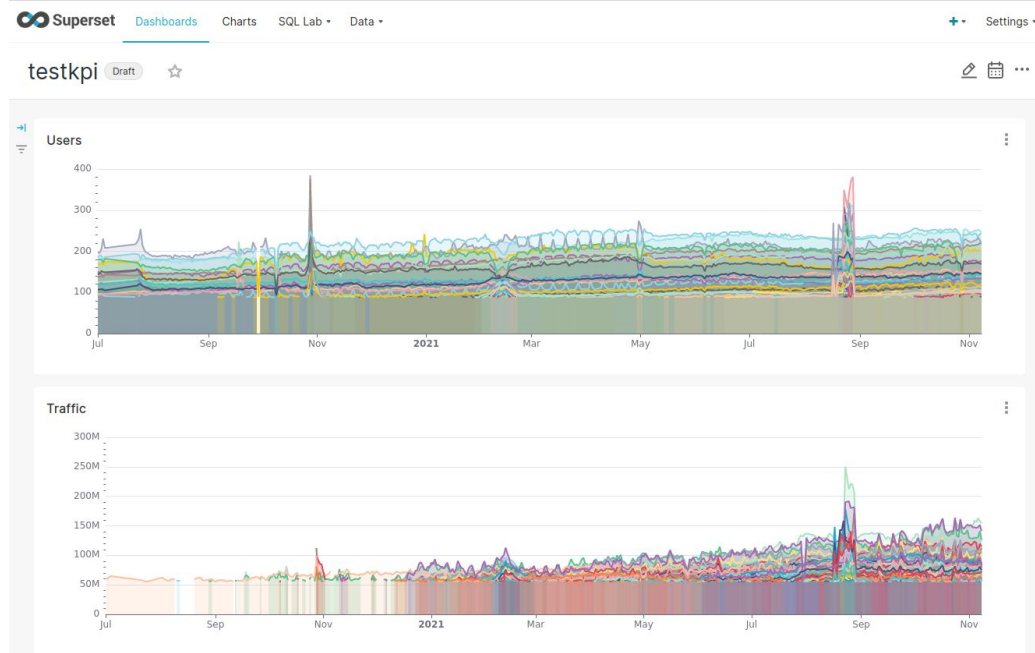 Superset Dashboards Charts SQL Lab Data Settings
testkpi Draft
Users
400
300
200
100
0
Jul Sep Nov 2021 Mar May Jul Sep Nov
Traffic
300M
250M
200M
150M
100M
50M
0
Jul Sep Nov 2021 Mar May Jul Sep Nov